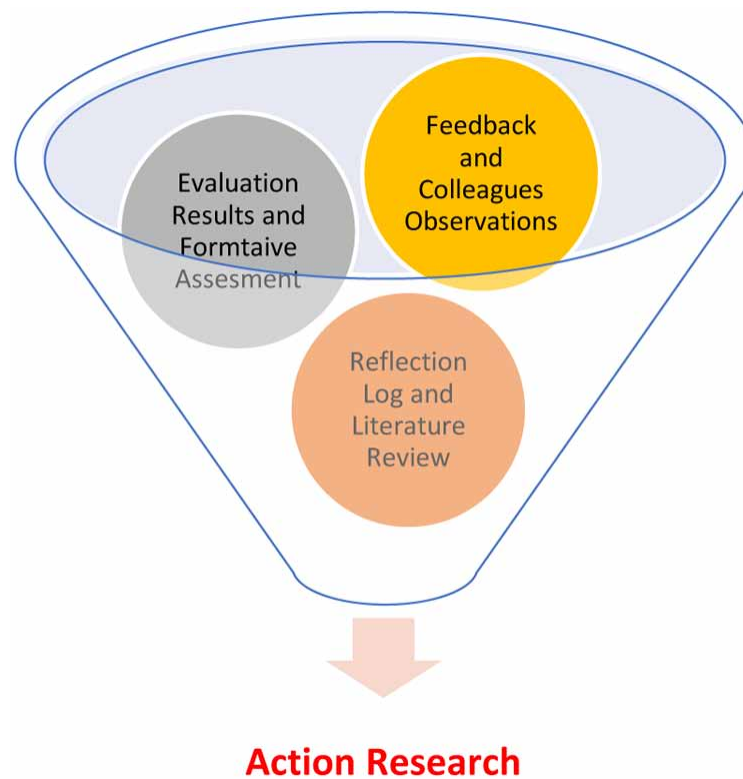 Feedback
and
Colleagues
Observations
Evaluation
Results and
Formtaive
Assesment
Reflection
Log and
Literature
Review
Action Research